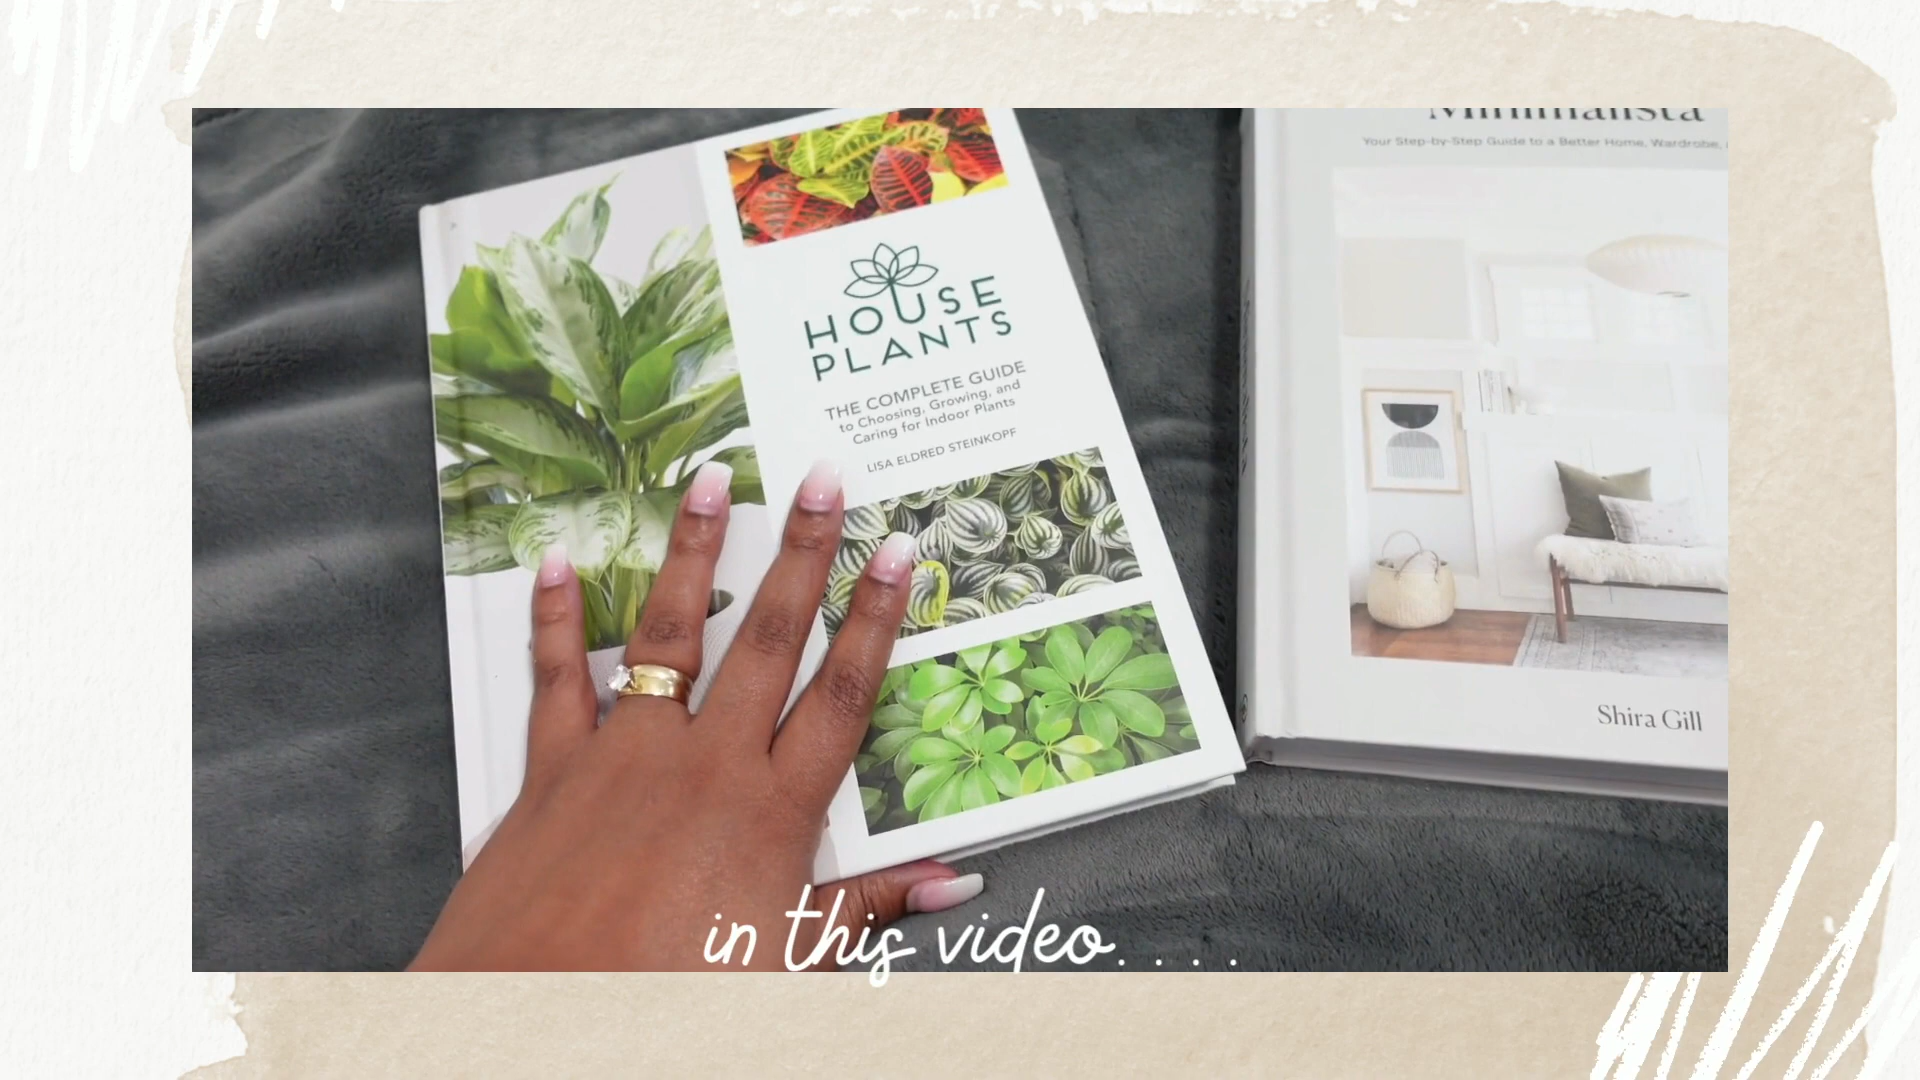 HOUSE
PLANTS
THE COMPLETE GUIDE
to Choosing, Growing, and
Caring for Indoor Plants
LISA ELDRED STEINKOPF
Minimalista
Your Step-by-Step Guide to a Better Home, Wardrobe,
Shira Gill
in this video. . . .